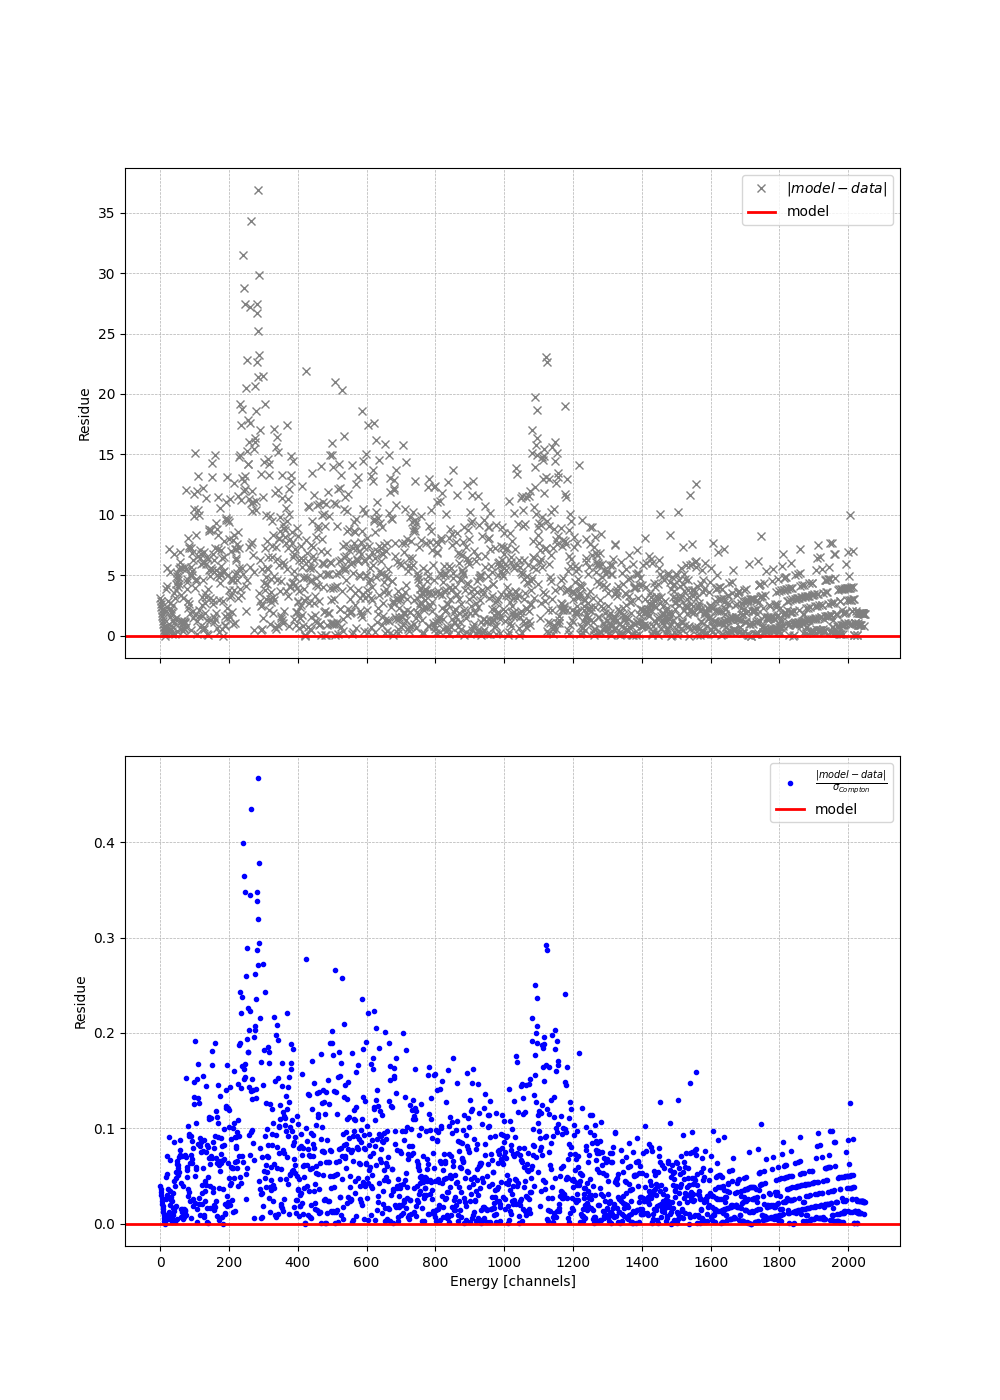 |model − data|
model
35
30
25
20
15
10
5
0
Residue
|model − data|
σCompton
model
0.4
0.3
0.2
0.1
0.0
Residue
0 200 400 600 800 1000 1200 1400 1600 1800 2000
Energy [channels]